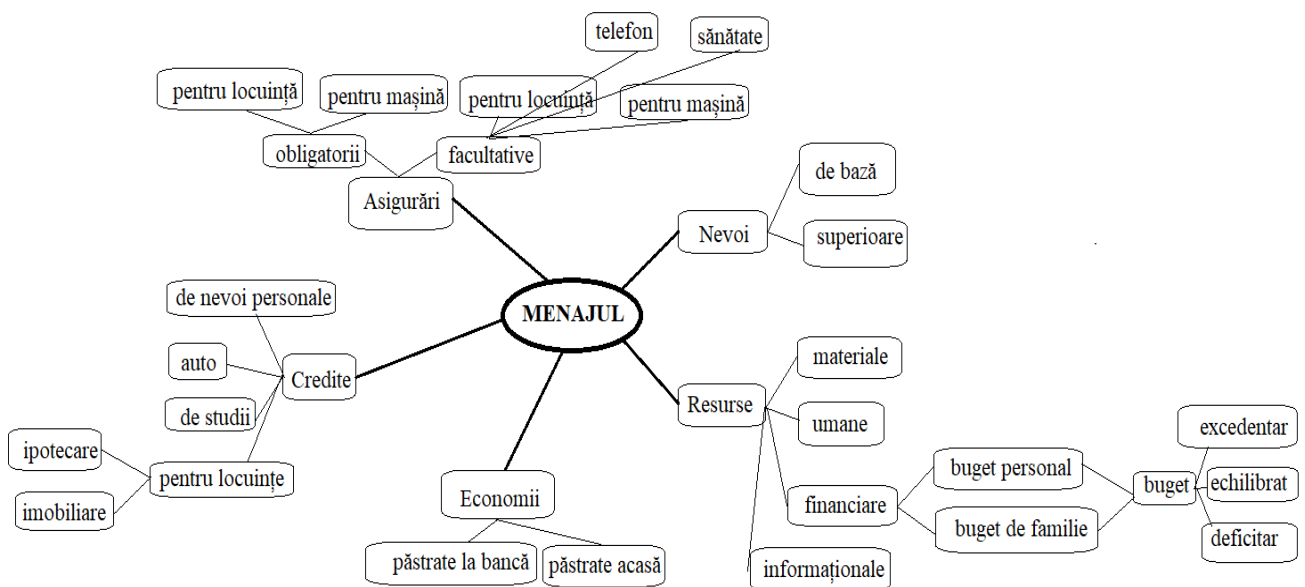 telefon
sănătate
pentru locuință
pentru mașină
pentru locuință
pentru mașină
obligatorii
facultative
Asigurări
de bază
Nevoi
superioare
de nevoi personale
MENAJUL
auto
Credite
materiale
Resurse
de studii
umane
excedentar
ipotecare
pentru locuințe
buget personal
buget
echilibrat
Economii
financiare
imobiliare
buget de familie
deficitar
păstrate la bancă
păstrate acasă
informaționale